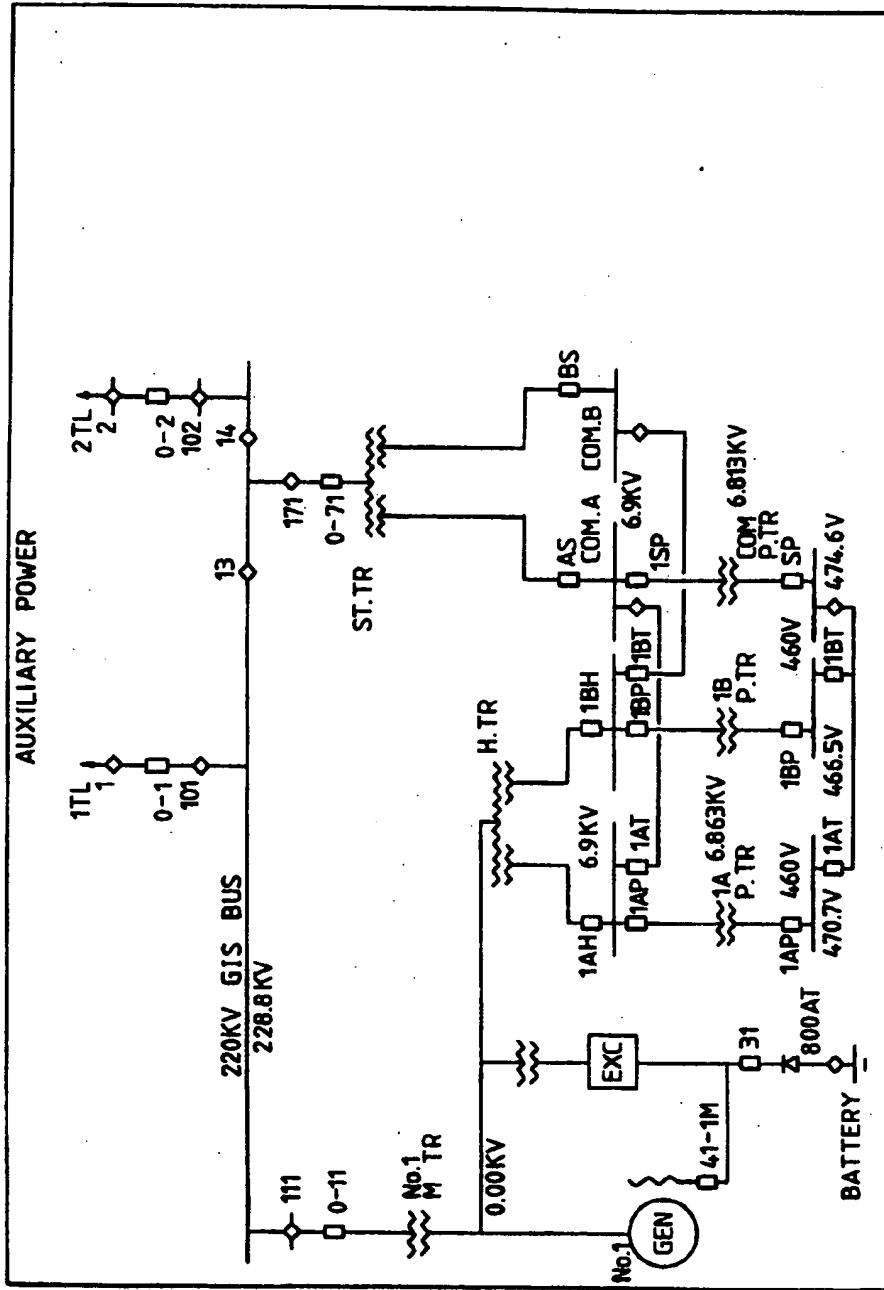 AUXILIARY POWER
1TL
1
0-1
101
2TL
2
0-2
102
220KV GIS BUS
228.8KV
13
14
111
0-11
171
0-71
No.1
M TR
ST.TR
H.TR
0.00KV
EXC
No.1
GEN
41-1M
31
800AT
BATTERY
1AH
6.9KV
1BH
AS
COM.A
BS
COM.B
6.9KV
1AP
1AT
1BP
1BT
1SP
1A 6.863KV
P.TR
1B
P.TR
COM 6.813KV
P.TR
1AP
460V
1BP
460V
SP
470.7V
1AT
466.5V
1BT
474.6V